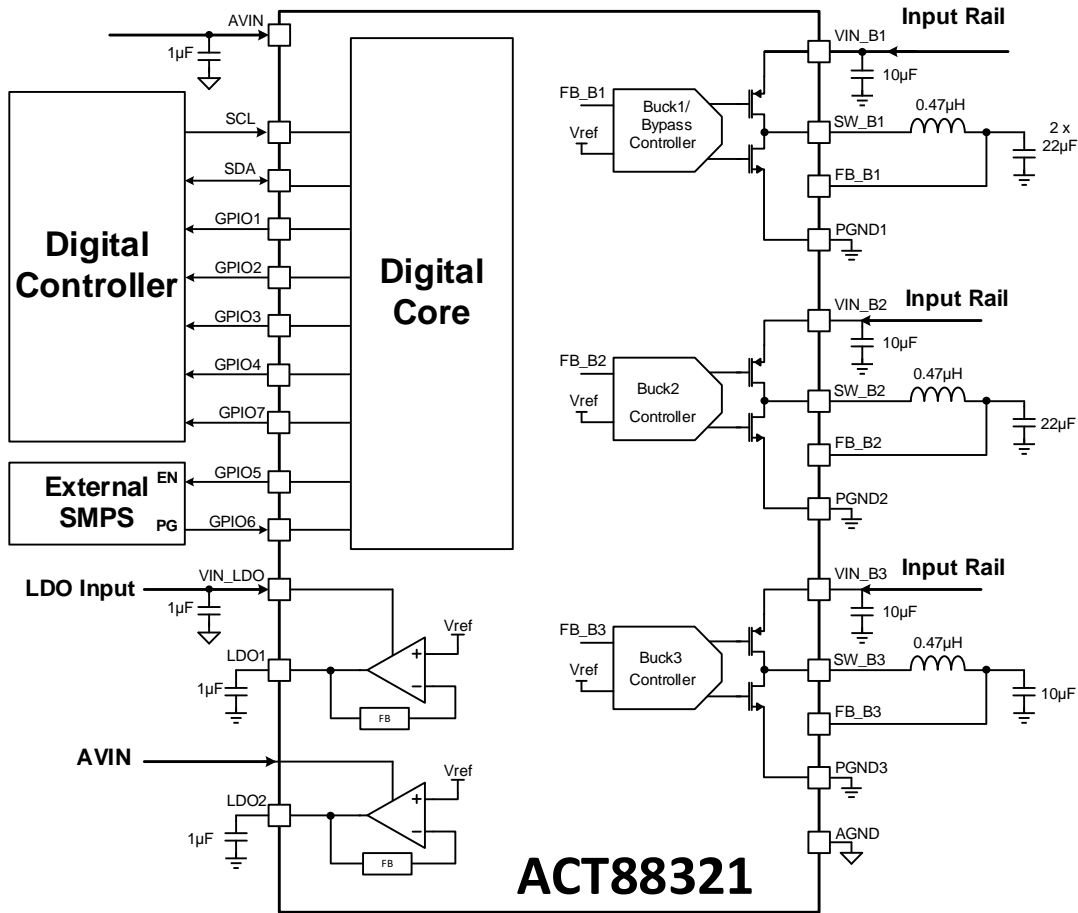 AVIN
1µF
Digital
Controller
SCL
SDA
GPIO1
GPIO2
GPIO3
GPIO4
GPIO7
Digital
Core
External
SMPS
EN
PG
GPIO5
GPIO6
LDO Input
VIN_LDO
1µF
LDO1
1µF
Vref
+
−
FB
AVIN
LDO2
1µF
Vref
+
−
FB
Input Rail
VIN_B1
10µF
FB_B1
Vref
Buck1/
Bypass
Controller
SW_B1
0.47µH
2 x
22µF
FB_B1
PGND1
Input Rail
VIN_B2
10µF
FB_B2
Vref
Buck2
Controller
SW_B2
0.47µH
22µF
FB_B2
PGND2
Input Rail
VIN_B3
10µF
FB_B3
Vref
Buck3
Controller
SW_B3
0.47µH
10µF
FB_B3
PGND3
AGND
ACT88321